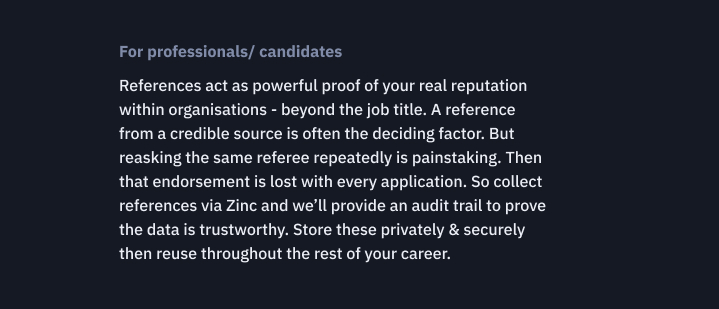 For professionals/ candidates
References act as powerful proof of your real reputation
within organisations - beyond the job title. A reference
from a credible source is often the deciding factor. But
reasking the same referee repeatedly is painstaking. Then
that endorsement is lost with every application. So collect
references via Zinc and we’ll provide an audit trail to prove
the data is trustworthy. Store these privately & securely
then reuse throughout the rest of your career.